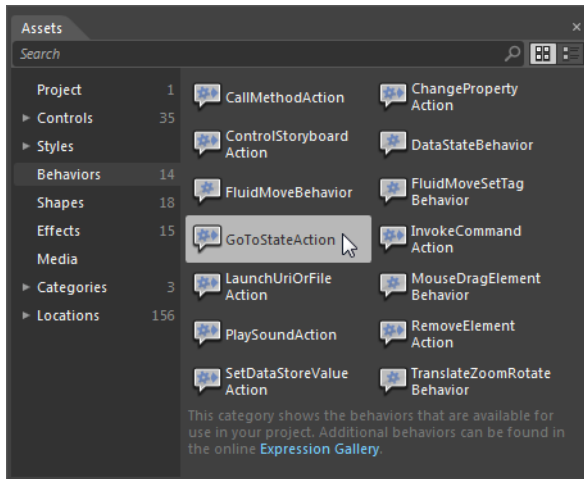 Assets
Search
Project 1
Controls 35
Styles
Behaviors 14
Shapes 18
Effects 15
Media
Categories 3
Locations 156
CallMethodAction
ChangeProperty
Action
ControlStoryboard
Action
DataStateBehavior
FluidMoveBehavior
FluidMoveSetTag
Behavior
GoToStateAction
InvokeCommand
Action
LaunchUriOrFile
Action
MouseDragElement
Behavior
PlaySoundAction
RemoveElement
Action
SetDataStoreValue
Action
TranslateZoomRotate
Behavior
This category shows the behaviors that are available for
use in your project. Additional behaviors can be found in
the online Expression Gallery.